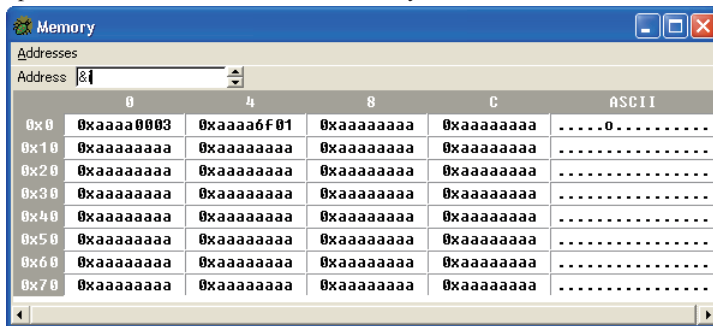 Memory
Addresses
Address &i
0 4 8 C ASCII
0x0 0xaaaa0003 0xaaaa6f01 0xaaaaaaaa 0xaaaaaaaa .....o..........
0x10 0xaaaaaaaa 0xaaaaaaaa 0xaaaaaaaa 0xaaaaaaaa ................
0x20 0xaaaaaaaa 0xaaaaaaaa 0xaaaaaaaa 0xaaaaaaaa ................
0x30 0xaaaaaaaa 0xaaaaaaaa 0xaaaaaaaa 0xaaaaaaaa ................
0x40 0xaaaaaaaa 0xaaaaaaaa 0xaaaaaaaa 0xaaaaaaaa ................
0x50 0xaaaaaaaa 0xaaaaaaaa 0xaaaaaaaa 0xaaaaaaaa ................
0x60 0xaaaaaaaa 0xaaaaaaaa 0xaaaaaaaa 0xaaaaaaaa ................
0x70 0xaaaaaaaa 0xaaaaaaaa 0xaaaaaaaa 0xaaaaaaaa ................